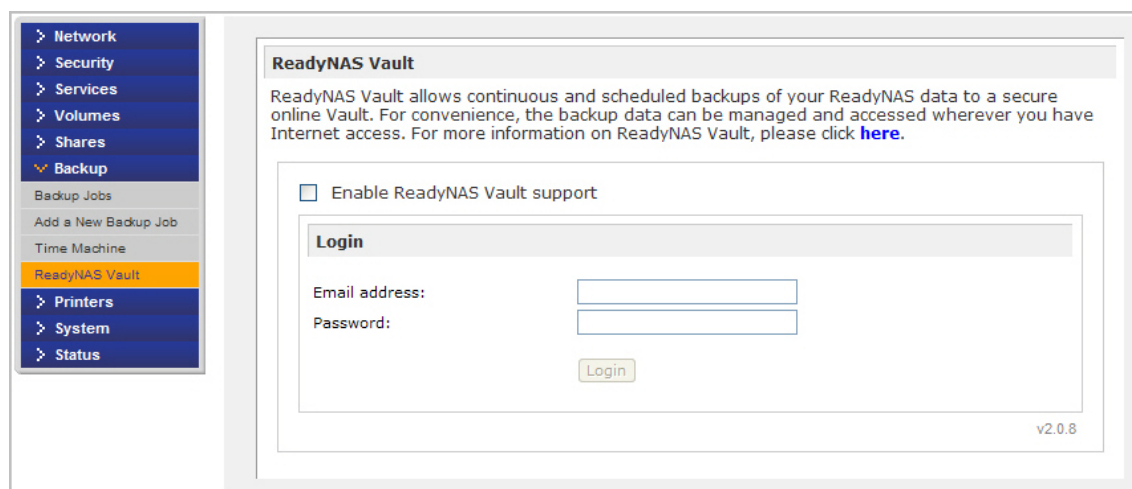 Network
Security
Services
Volumes
Shares
Backup
Backup Jobs
Add a New Backup Job
Time Machine
ReadyNAS Vault
Printers
System
Status
ReadyNAS Vault
ReadyNAS Vault allows continuous and scheduled backups of your ReadyNAS data to a secure
online Vault. For convenience, the backup data can be managed and accessed wherever you have
Internet access. For more information on ReadyNAS Vault, please click here.
Enable ReadyNAS Vault support
Login
Email address:
Password:
Login
v2.0.8